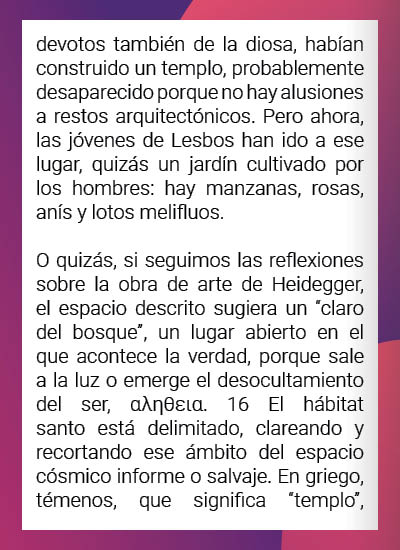 devotos también de la diosa, habían
construido un templo, probablemente
desaparecido porque no hay alusiones
a restos arquitectónicos. Pero ahora,
las jóvenes de Lesbos han ido a ese
lugar, quizás un jardín cultivado por
los hombres: hay manzanas, rosas,
anís y lotos melifluos.

O quizás, si seguimos las reflexiones
sobre la obra de arte de Heidegger,
el espacio descrito sugiera un “claro
del bosque”, un lugar abierto en el
que acontece la verdad, porque sale
a la luz o emerge el desocultamiento
del ser, αληθεια. 16 El hábitat
santo está delimitado, clareando y
recortando ese ámbito del espacio
cósmico informe o salvaje. En griego,
témenos, que significa “templo”,